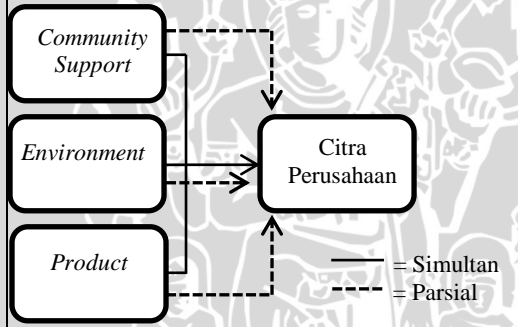 Community
Support
Environment
Citra
Perusahaan
Product
= Simultan
= Parsial